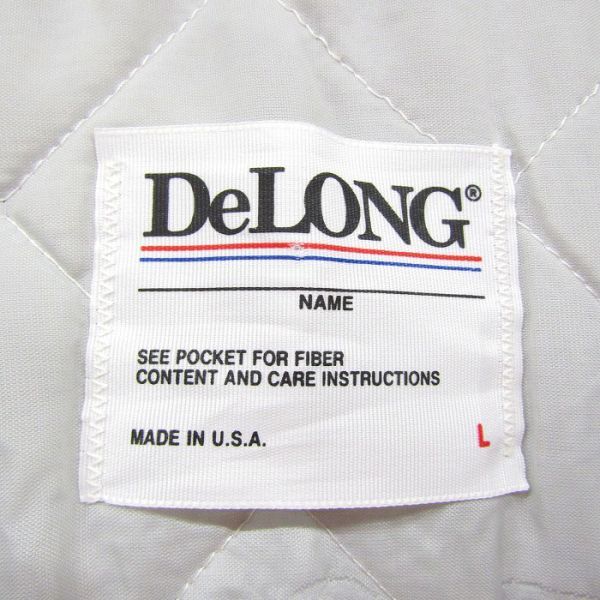 DeLONG®
NAME
SEE POCKET FOR FIBER
CONTENT AND CARE INSTRUCTIONS
MADE IN U.S.A. L